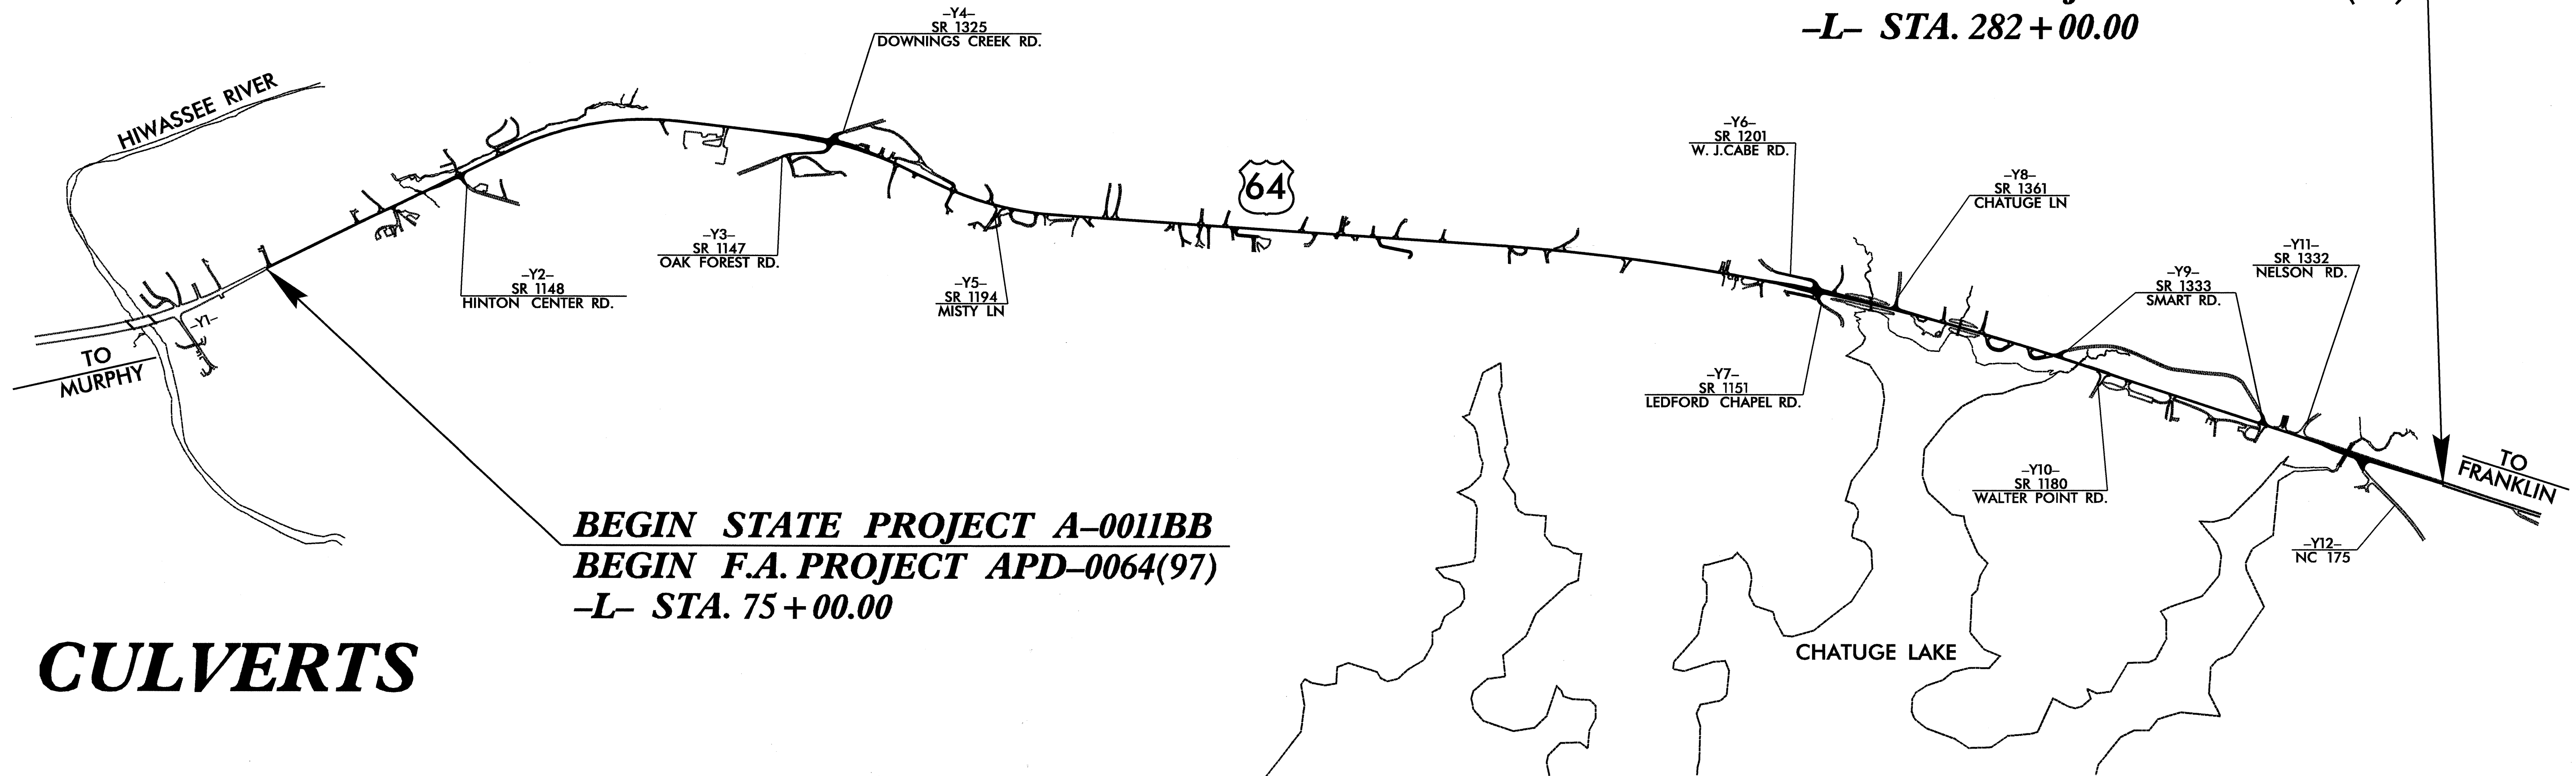 –Y4–
SR 1325
DOWNINGS CREEK RD.
–L– STA. 282+00.00
HIWASSEE RIVER
–Y6–
SR 1201
W. J.CABE RD.
64
–Y8–
SR 1361
CHATUGE LN
–Y3–
SR 1147
OAK FOREST RD.
–Y11–
SR 1332
NELSON RD.
–Y2–
SR 1148
HINTON CENTER RD.
–Y5–
SR 1194
MISTY LN
–Y9–
SR 1333
SMART RD.
–Y1–
TO
MURPHY
–Y7–
SR 1151
LEDFORD CHAPEL RD.
–Y10–
SR 1180
WALTER POINT RD.
TO
FRANKLIN
–Y12–
NC 175
BEGIN STATE PROJECT A–0011BB
BEGIN F.A. PROJECT APD–0064(97)
–L– STA. 75+00.00
CULVERTS
CHATUGE LAKE